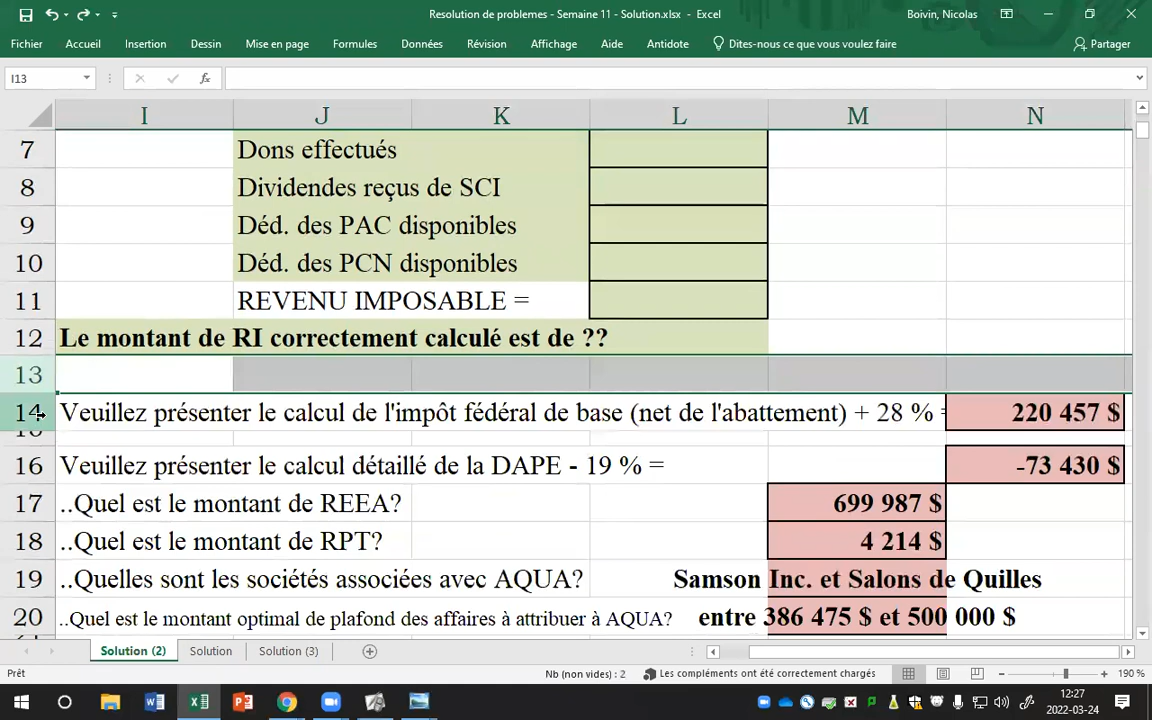 Resolution de problemes - Semaine 11 - Solution.xlsx - Excel
Boivin, Nicolas
Fichier Accueil Insertion Dessin Mise en page Formules Données Révision Affichage Aide Antidote Dites-nous ce que vous voulez faire Partager
I13
fx
I J K L M N
7 Dons effectués
8 Dividendes reçus de SCI
9 Déd. des PAC disponibles
10 Déd. des PCN disponibles
11 REVENU IMPOSABLE =
12 Le montant de RI correctement calculé est de ??
13
14 Veuillez présenter le calcul de l'impôt fédéral de base (net de l'abattement) + 28 % = 220 457 $
16 Veuillez présenter le calcul détaillé de la DAPE - 19 % = -73 430 $
17 ..Quel est le montant de REEA? 699 987 $
18 ..Quel est le montant de RPT? 4 214 $
19 ..Quelles sont les sociétés associées avec AQUA? Samson Inc. et Salons de Quilles
20 ..Quel est le montant optimal de plafond des affaires à attribuer à AQUA? entre 386 475 $ et 500 000 $
Solution (2) Solution Solution (3)
Prêt Nb (non vides) : 2 Les compléments ont été correctement chargés 190 %
12:27
2022-03-24